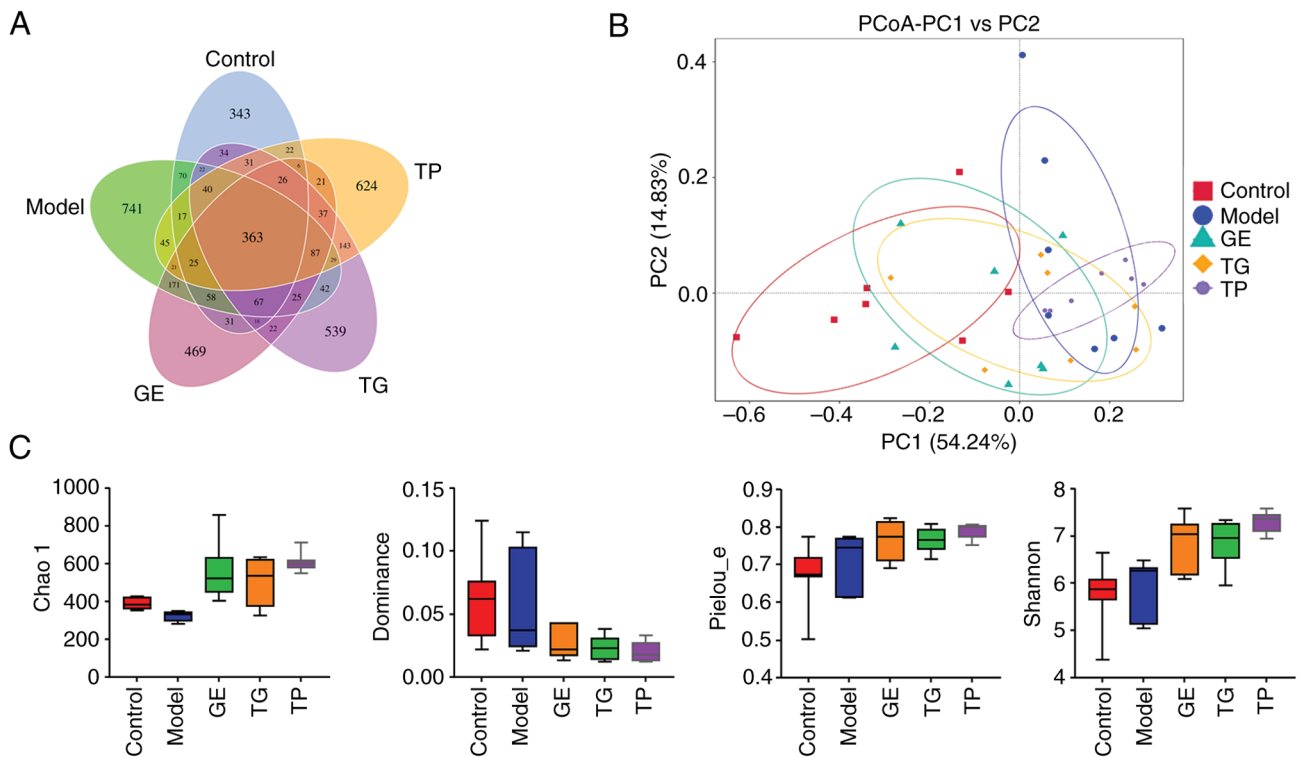 A
Control
343
TP
624
Model
741
34
31
22
6
70
22
40
26
21
17
37
363
45
143
87
29
21
25
171
58
67
25
42
31
18
22
469
539
GE
TG
B
PCoA-PC1 vs PC2
PC2 (14.83%)
0.4
0.2
0.0
−0.6
−0.4
−0.2
0.0
0.2
PC1 (54.24%)
Control
Model
GE
TG
TP
C
Chao 1
1000
800
600
400
200
0
Control
Model
GE
TG
TP
Dominance
0.15
0.10
0.05
0.00
Control
Model
GE
TG
TP
Pielou_e
0.9
0.8
0.7
0.6
0.5
0.4
Control
Model
GE
TG
TP
Shannon
8
7
6
5
4
Control
Model
GE
TG
TP